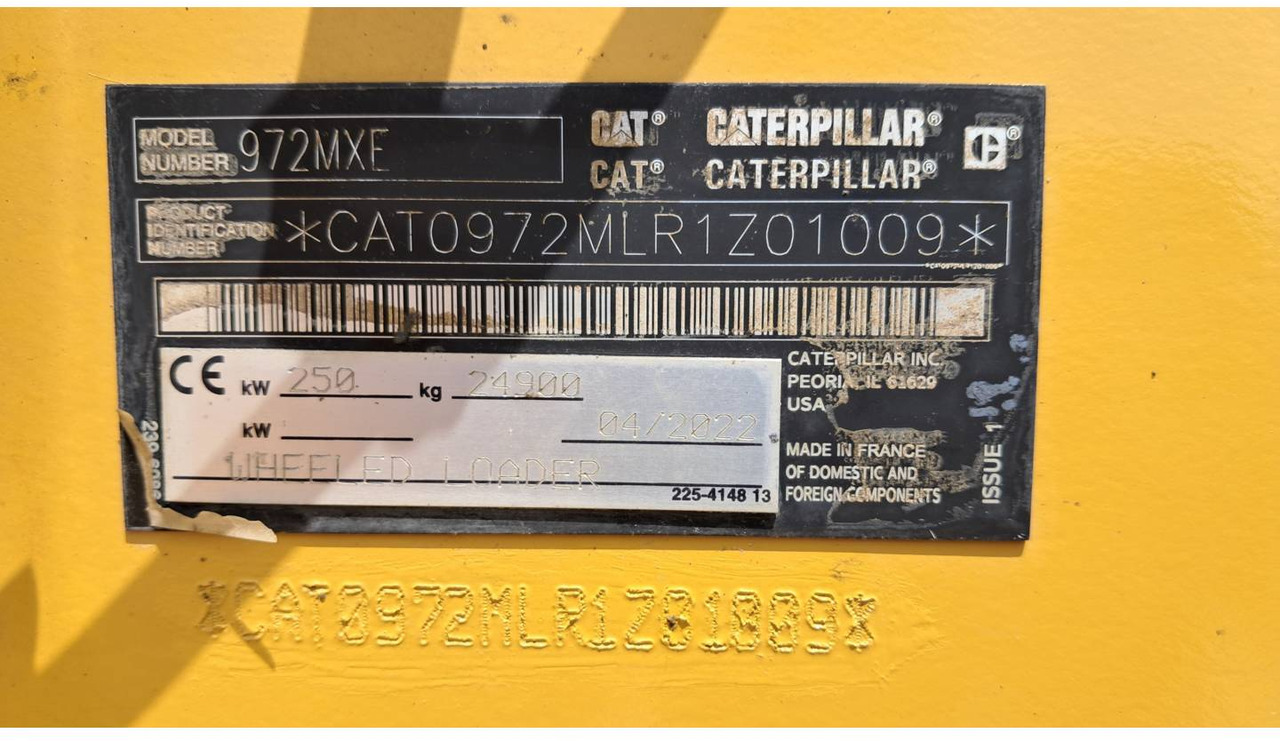 MODEL NUMBER 972MXE
CAT® CATERPILLAR®
CAT® CATERPILLAR®
PRODUCT IDENTIFICATION NUMBER *CAT0972MLR1Z01009*
CE kW 250 kg 24900
kW 04/2022
WHEELED LOADER
225-4148 13
CATERPILLAR INC.
PEORIA, IL 61629
USA
MADE IN FRANCE
OF DOMESTIC AND
FOREIGN COMPONENTS
ISSUE 1
*CAT0972MLR1Z01009*